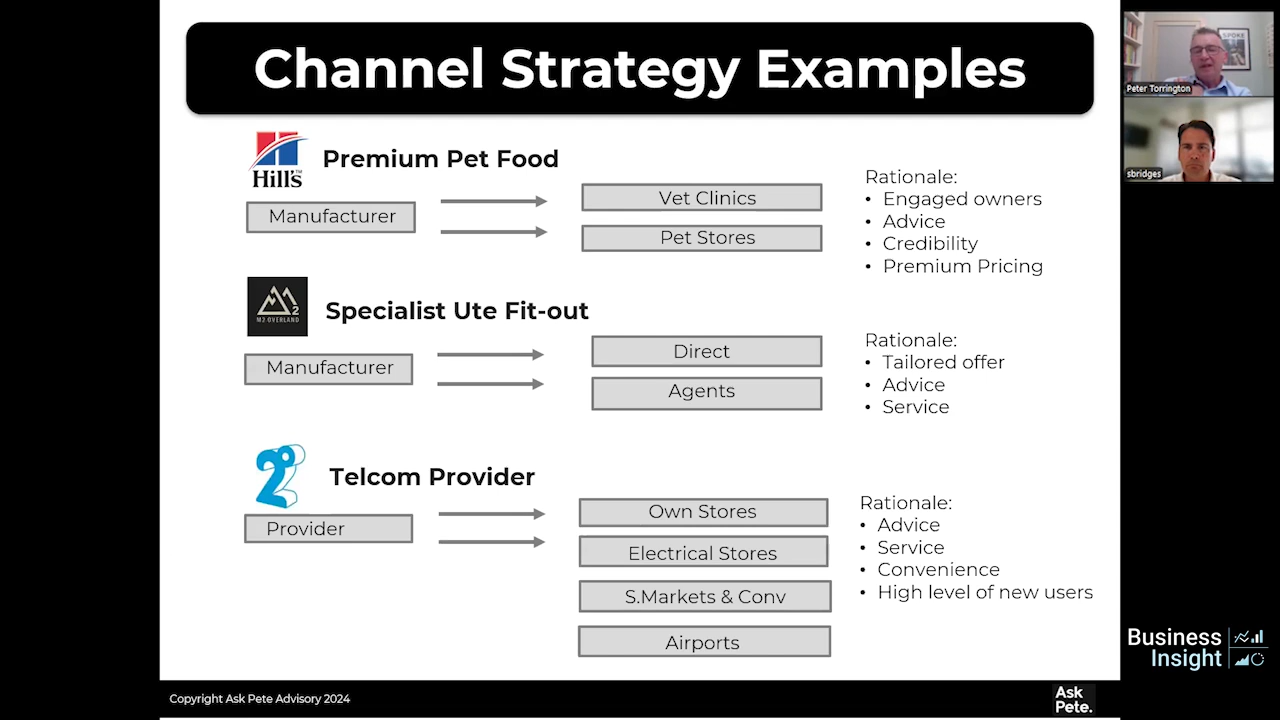 Channel Strategy Examples
Hill's™
Premium Pet Food
Manufacturer
Vet Clinics
Pet Stores
Rationale:
• Engaged owners
• Advice
• Credibility
• Premium Pricing
M2 OVERLAND
Specialist Ute Fit-out
Manufacturer
Direct
Agents
Rationale:
• Tailored offer
• Advice
• Service
2°
Telcom Provider
Provider
Own Stores
Electrical Stores
S.Markets & Conv
Airports
Rationale:
• Advice
• Service
• Convenience
• High level of new users
Copyright Ask Pete Advisory 2024
Ask
Pete.
SPOKE
Peter Torrington
sbridges
Business
Insight